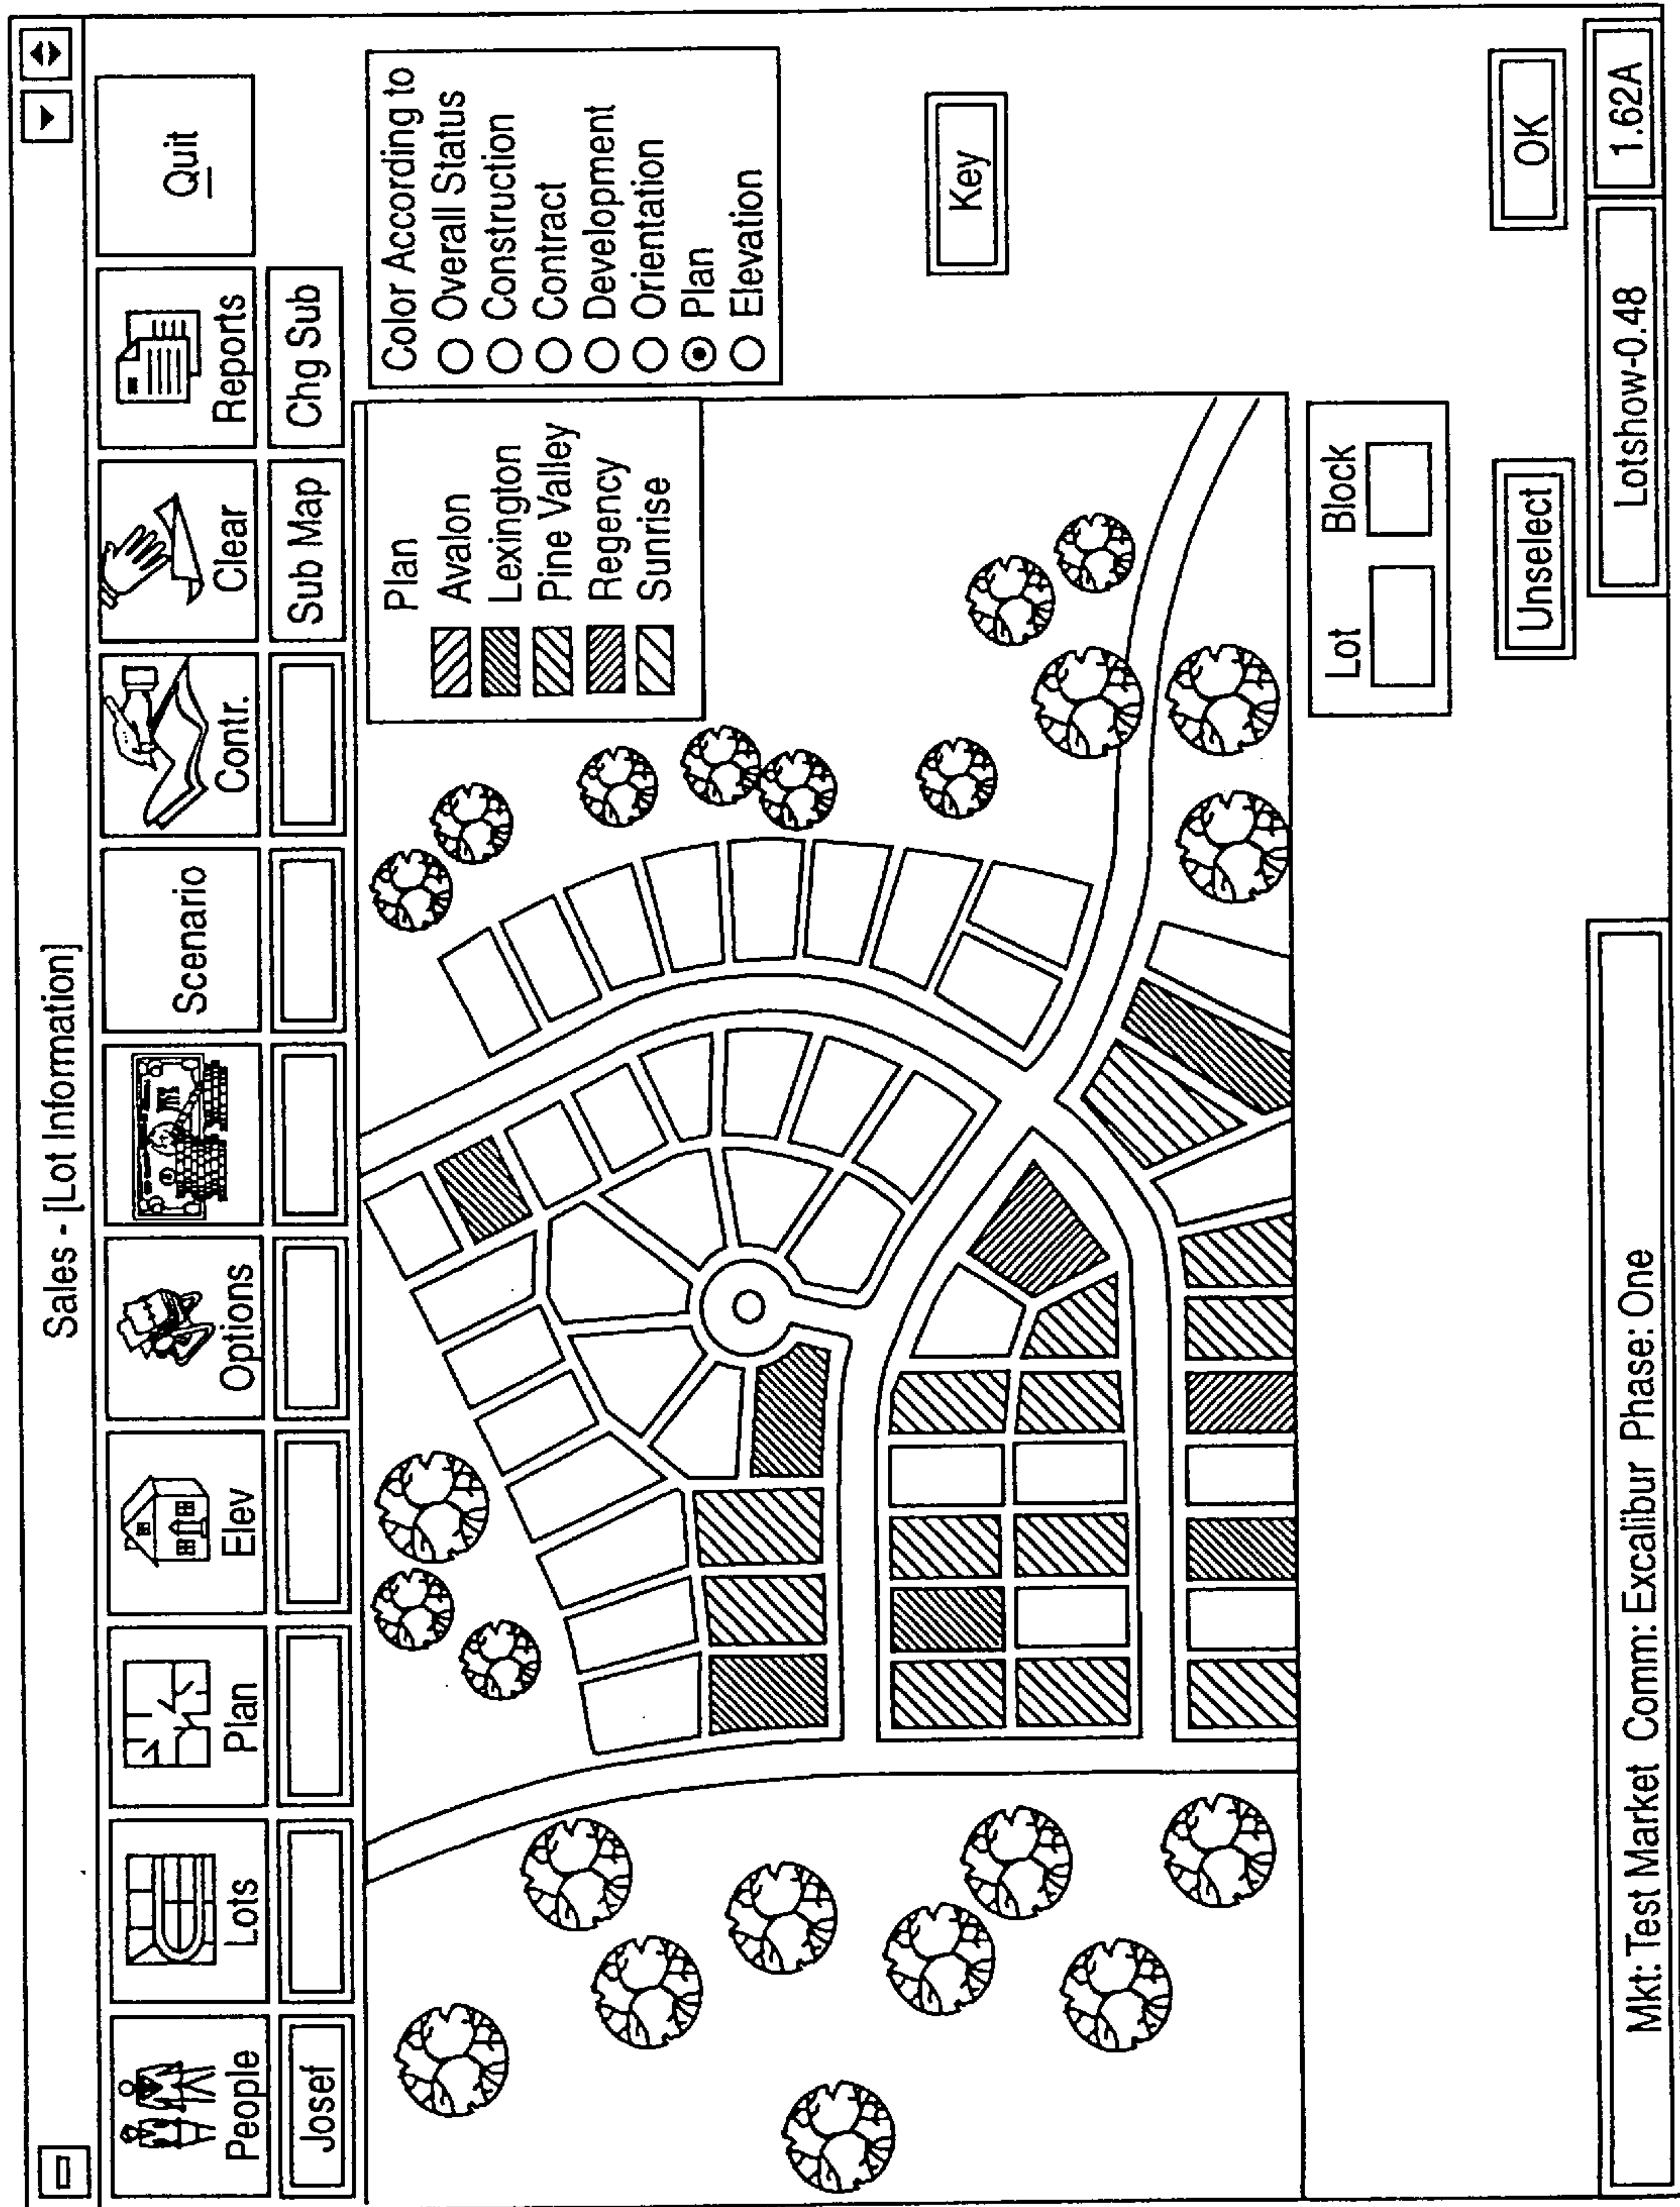 Sales - [Lot Information]
People
Lots
Plan
Elev
Options
Scenario
Contr.
Clear
Reports
Quit
Josef
Sub Map
Chg Sub
Plan
Avalon
Lexington
Pine Valley
Regency
Sunrise
Color According to
Overall Status
Construction
Contract
Development
Orientation
Plan
Elevation
Key
Lot
Block
Unselect
OK
Mkt: Test Market Comm: Excalibur Phase: One
Lotshow-0.48
1.62A